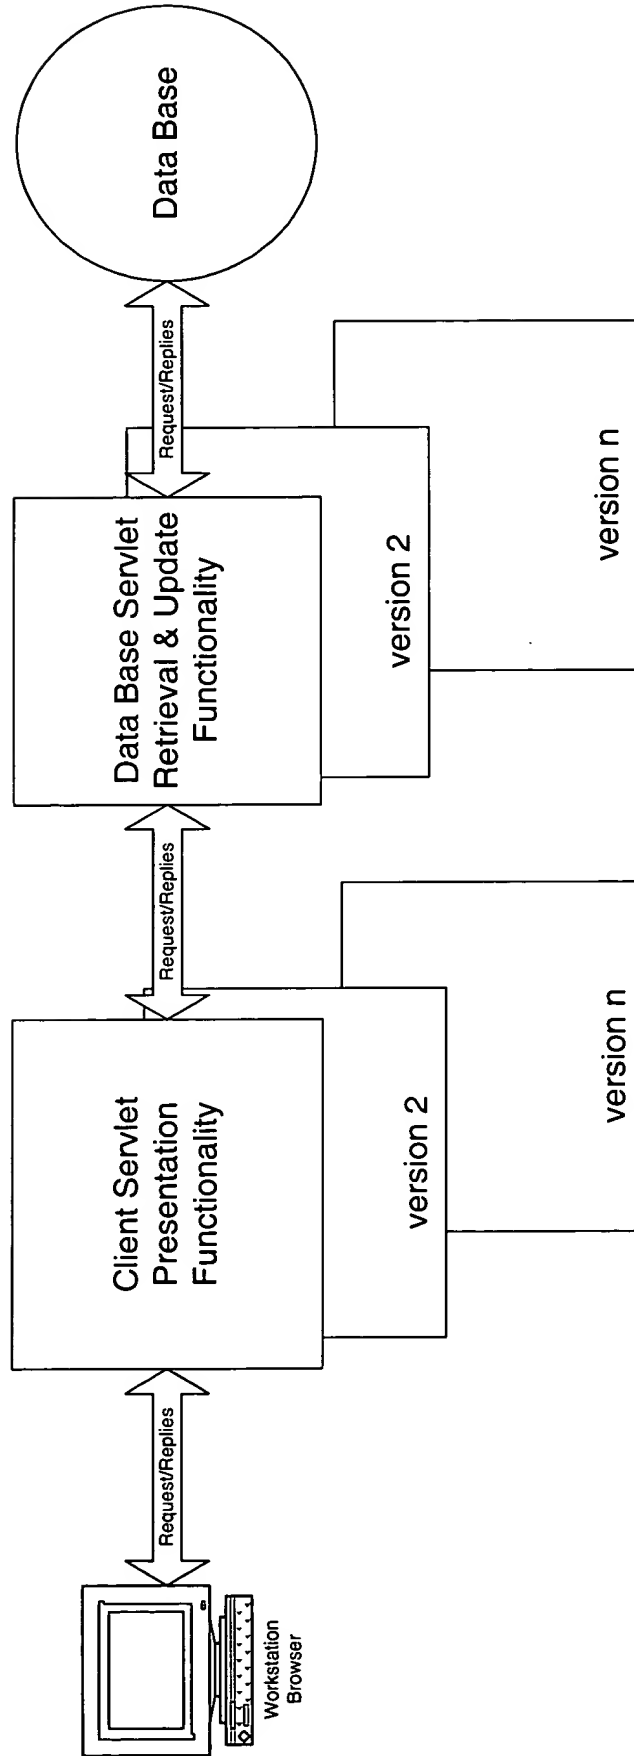 Workstation
Browser
Request/Replies
Client Servlet
Presentation
Functionality
version 2
version n
Request/Replies
Data Base Servlet
Retrieval & Update
Functionality
version 2
version n
Request/Replies
Data Base